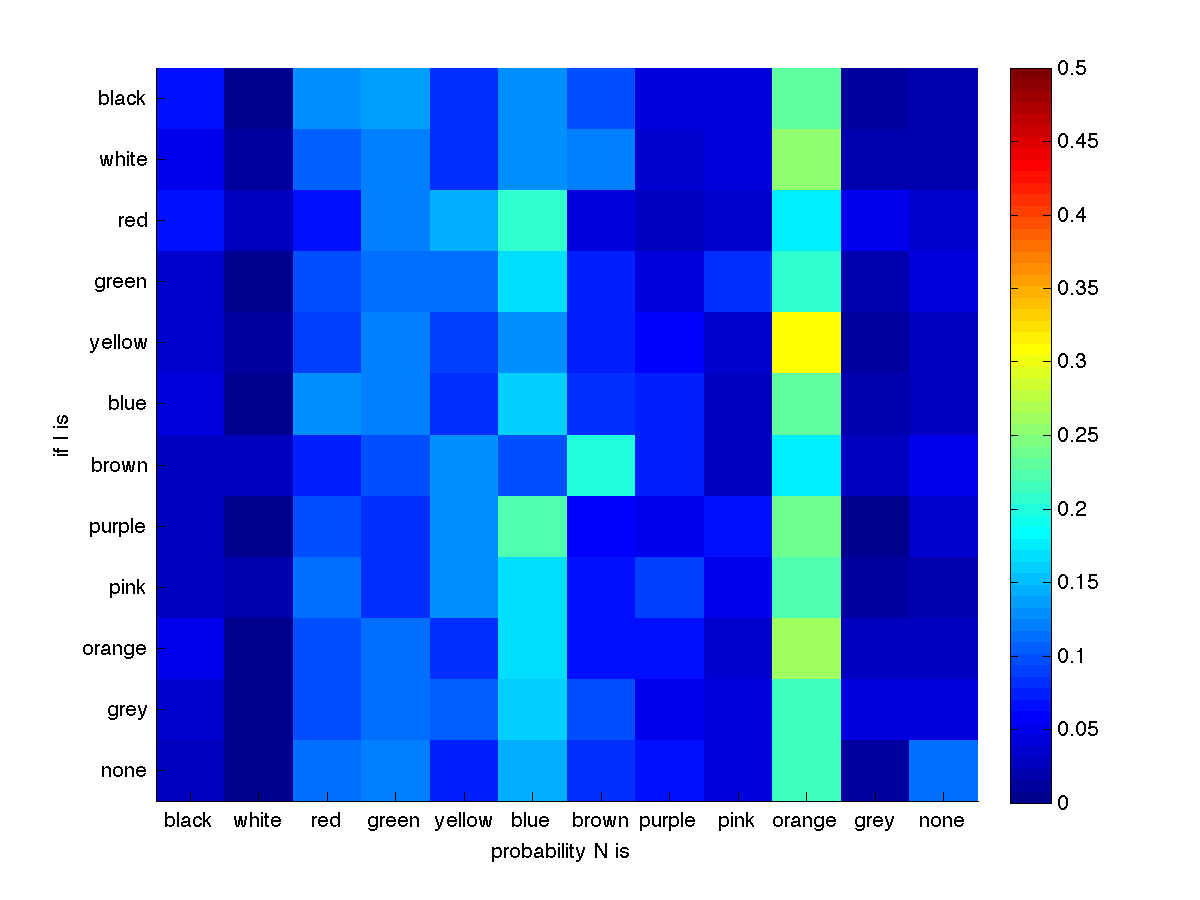 black
white
red
green
yellow
blue
brown
purple
pink
orange
grey
none
if I is
black white red green yellow blue brown purple pink orange grey none
probability N is
0.5
0.45
0.4
0.35
0.3
0.25
0.2
0.15
0.1
0.05
0